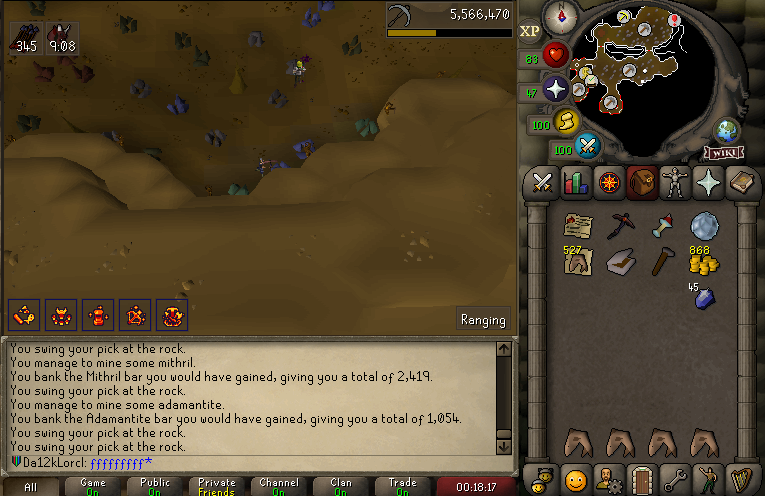 345
9:08
5,566,470
XP
83
47
100
100
WIKI
527
868
45
Ranging
You swing your pick at the rock.
You manage to mine some mithril.
You bank the Mithril bar you would have gained, giving you a total of 2,419.
You swing your pick at the rock.
You manage to mine some adamantite.
You bank the Adamantite bar you would have gained, giving you a total of 1,054.
You swing your pick at the rock.
You swing your pick at the rock.
Da12kLorcl: fffffffff*
All
Game
On
Public
On
Private
Friends
Channel
On
Clan
On
Trade
On
00:18:17